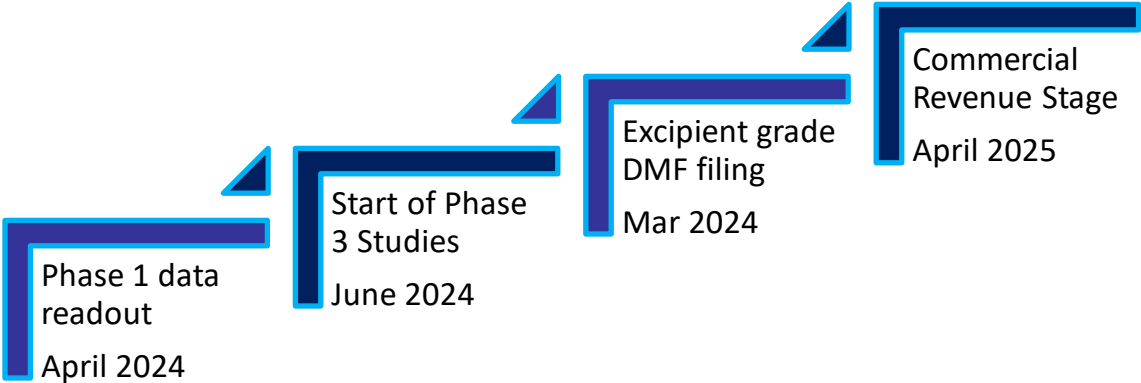 Phase 1 data
readout
April 2024
Start of Phase
3 Studies
June 2024
Excipient grade
DMF filing
Mar 2024
Commercial
Revenue Stage
April 2025